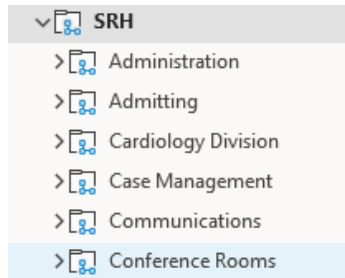 SRH
Administration
Admitting
Cardiology Division
Case Management
Communications
Conference Rooms